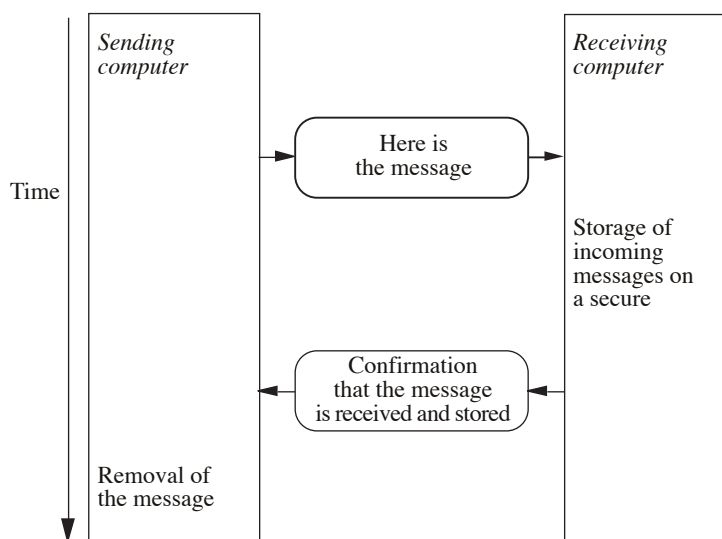 Sending
computer
Receiving
computer
Here is
the message
Time
Storage of
incoming
messages on
a secure
Confirmation
that the message
is received and stored
Removal of
the message